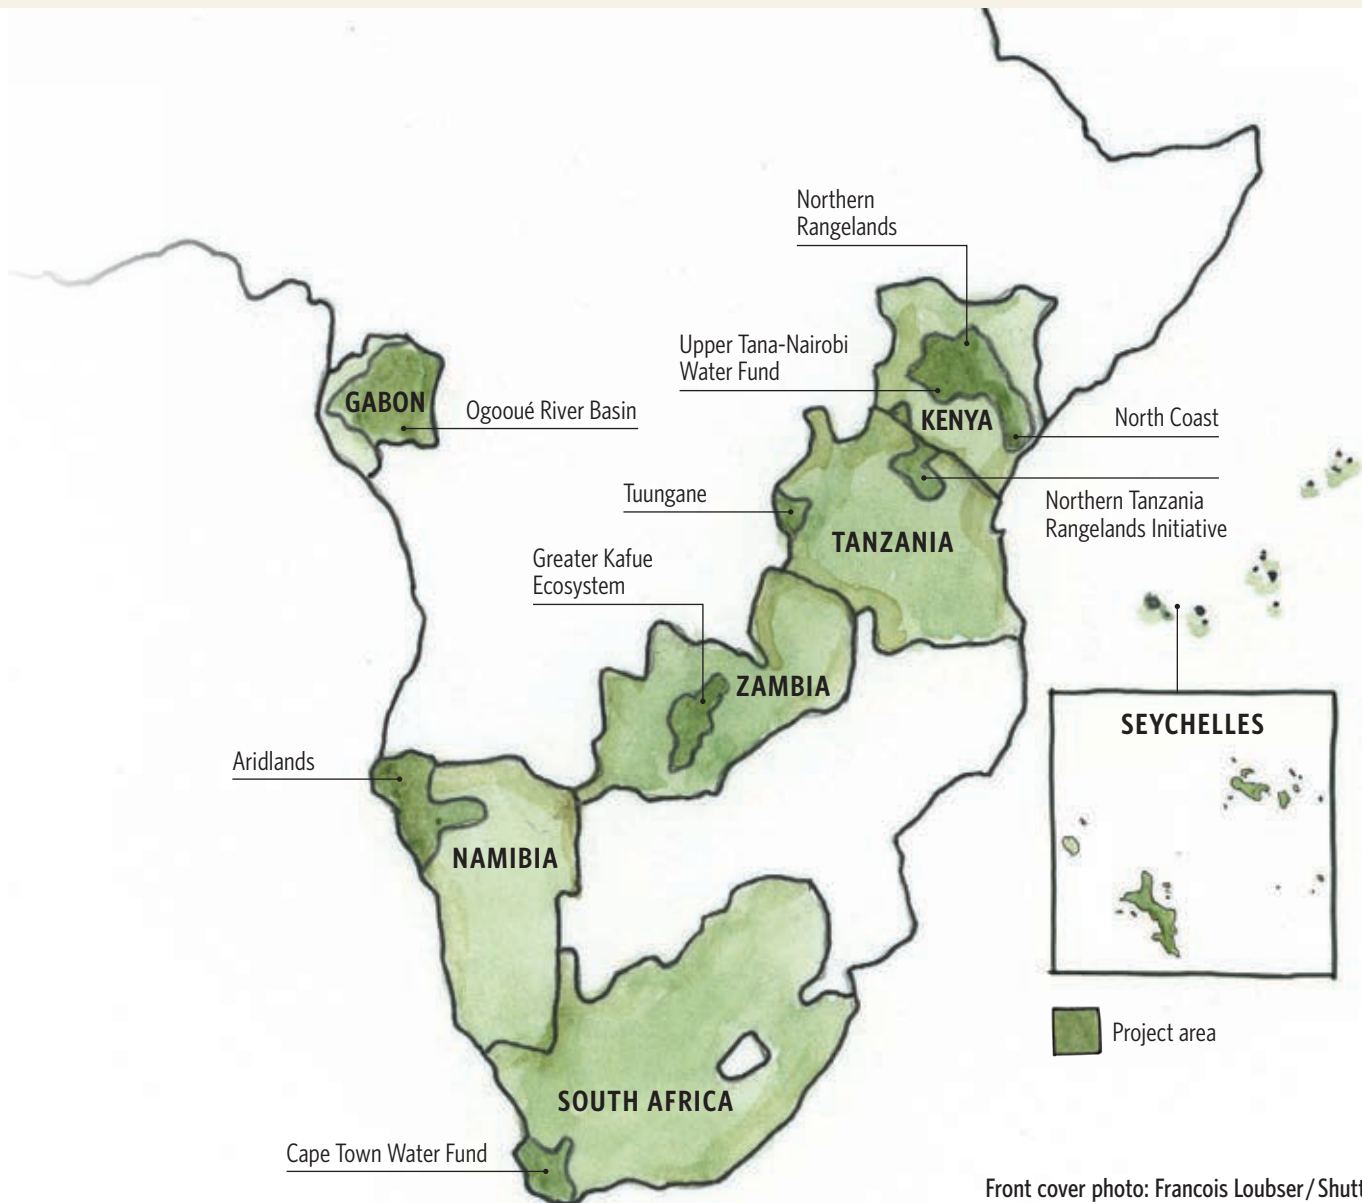 Northern
Rangelands
Upper Tana-Nairobi
Water Fund
GABON
Ogooué River Basin
KENYA
North Coast
Tuungane
Northern Tanzania
Rangelands Initiative
TANZANIA
Greater Kafue
Ecosystem
ZAMBIA
SEYCHELLES
Aridlands
NAMIBIA
Project area
SOUTH AFRICA
Cape Town Water Fund
Front cover photo: Francois Loubser/Shutt